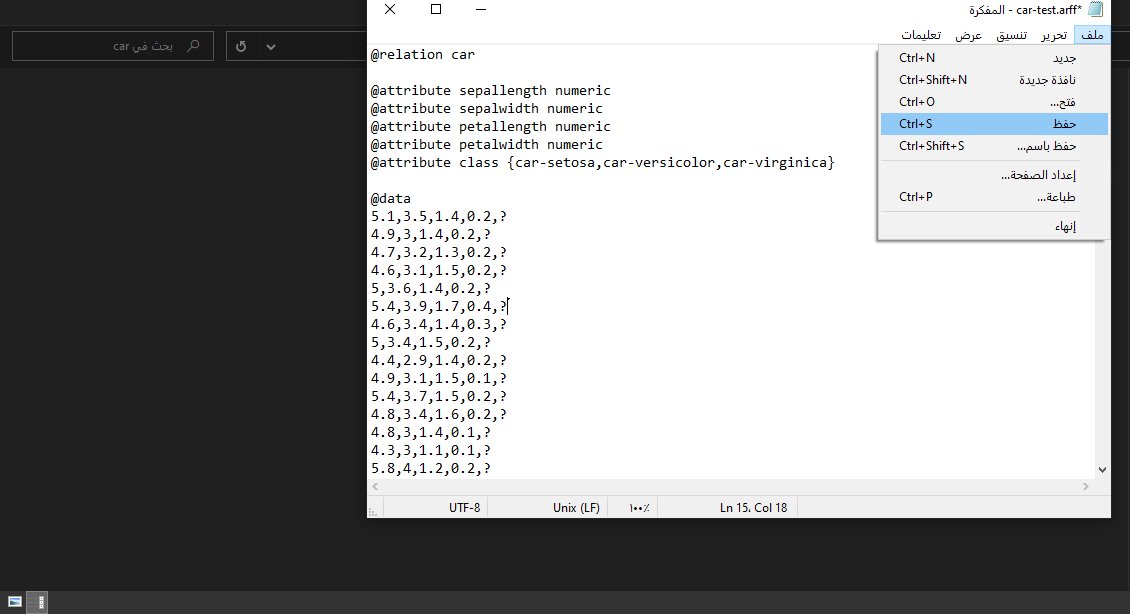 car-test.arff* - المفكرة
ملف تحرير تنسيق عرض تعليمات
بحث في car
جديد Ctrl+N
نافذة جديدة Ctrl+Shift+N
فتح... Ctrl+O
حفظ Ctrl+S
حفظ باسم... Ctrl+Shift+S
إعداد الصفحة...
طباعة... Ctrl+P
إنهاء
@relation car
@attribute sepallength numeric
@attribute sepalwidth numeric
@attribute petallength numeric
@attribute petalwidth numeric
@attribute class {car-setosa,car-versicolor,car-virginica}
@data
5.1,3.5,1.4,0.2,?
4.9,3,1.4,0.2,?
4.7,3.2,1.3,0.2,?
4.6,3.1,1.5,0.2,?
5,3.6,1.4,0.2,?
5.4,3.9,1.7,0.4,?
4.6,3.4,1.4,0.3,?
5,3.4,1.5,0.2,?
4.4,2.9,1.4,0.2,?
4.9,3.1,1.5,0.1,?
5.4,3.7,1.5,0.2,?
4.8,3.4,1.6,0.2,?
4.8,3,1.4,0.1,?
4.3,3,1.1,0.1,?
5.8,4,1.2,0.2,?
UTF-8 Unix (LF) ١٠٠٪ Ln 15، Col 18